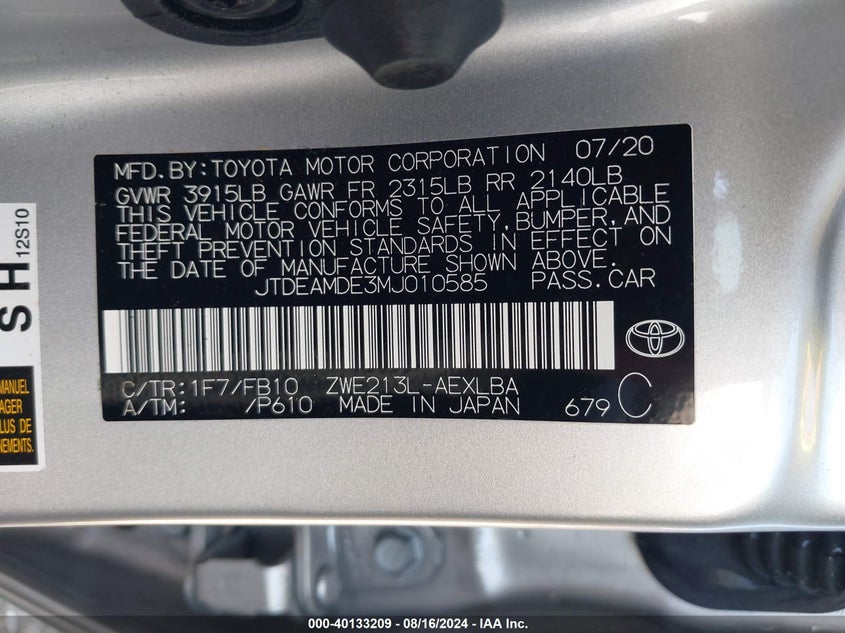 MFD.BY:TOYOTA MOTOR CORPORATION 07/20
GVWR 3915LB GAWR FR 2315LB RR 2140LB
THIS VEHICLE CONFORMS TO ALL APPLICABLE
FEDERAL MOTOR VEHICLE SAFETY,BUMPER,AND
THEFT PREVENTION STANDARDS IN EFFECT ON
THE DATE OF MANUFACTURE SHOWN ABOVE.
JTDEAMDE3MJ010585 PASS.CAR
C/TR:1F7/FB10 ZWE213L-AEXLBA
A/TM: /P610 MADE IN JAPAN 679 C
S H
12S10
MANUEL
PLUS DE
000-40133209 - 08/16/2024 - IAA Inc.